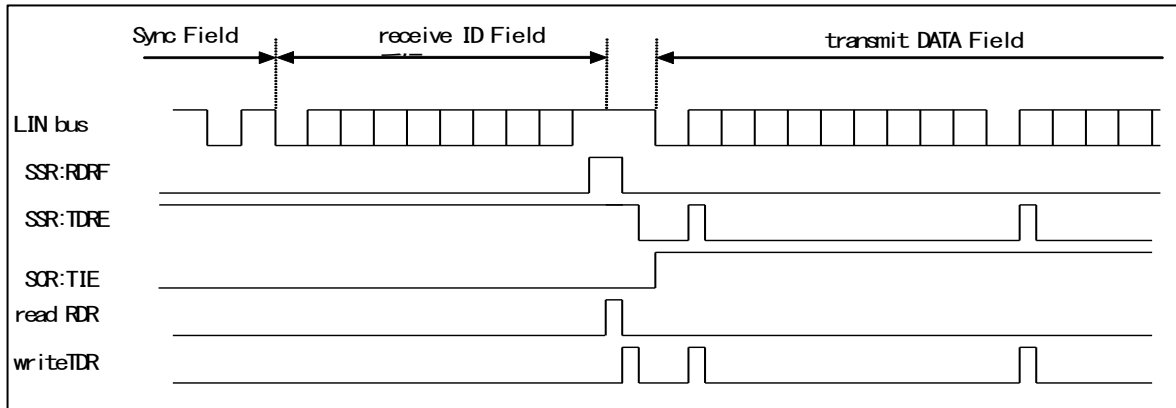 Sync Field
receive ID Field
transmit DATA Field
LIN bus
SSR:RDRF
SSR:TDRE
SCR:TIE
read RDR
writeTDR